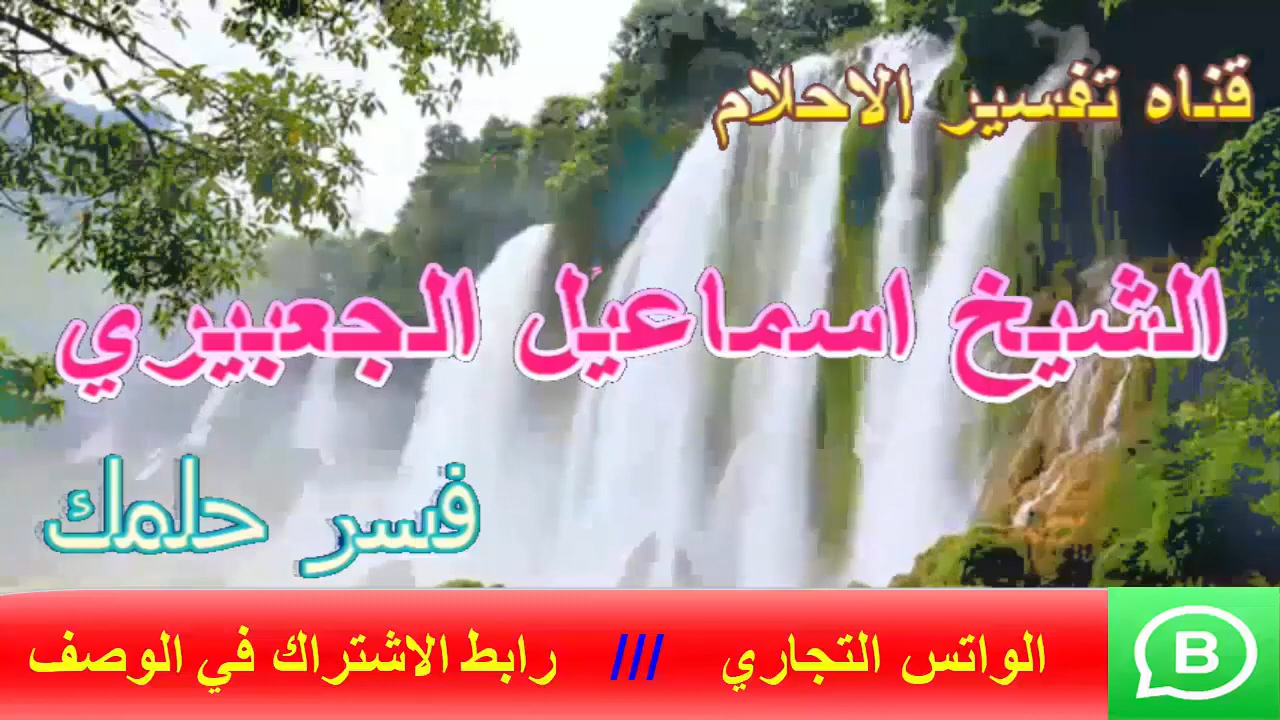 قناه تفسير الاحلام
الشيخ اسماعيل الجعبيري
فسر حلمك
الواتس التجاري /// رابط الاشتراك في الوصف
B